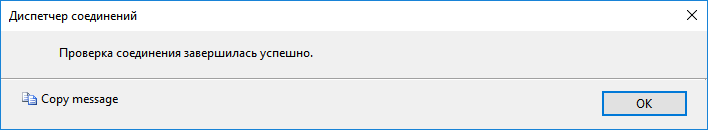 Диспетчер соединений
Проверка соединения завершилась успешно.
Copy message
OK